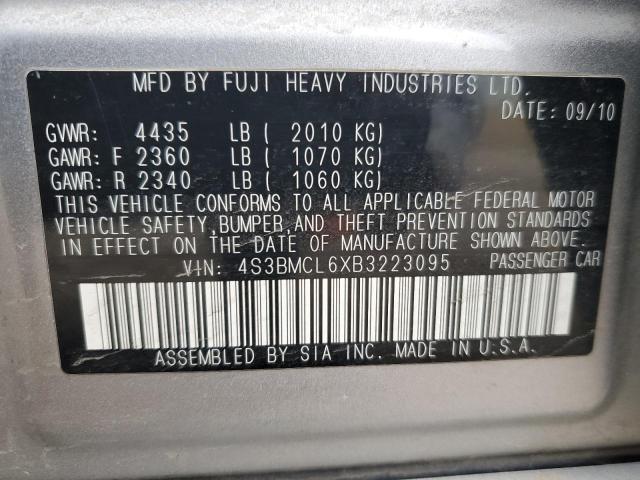 MFD BY FUJI HEAVY INDUSTRIES LTD.
DATE: 09/10
GVWR: 4435 LB ( 2010 KG)
GAWR: F 2360 LB ( 1070 KG)
GAWR: R 2340 LB ( 1060 KG)
THIS VEHICLE CONFORMS TO ALL APPLICABLE FEDERAL MOTOR
VEHICLE SAFETY, BUMPER, AND THEFT PREVENTION STANDARDS
IN EFFECT ON THE DATE OF MANUFACTURE SHOWN ABOVE.
VIN: 4S3BMCL6XB3223095 PASSENGER CAR
ASSEMBLED BY SIA INC. MADE IN U.S.A.